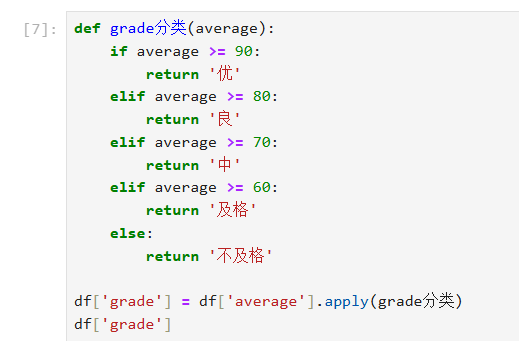 [7]: def grade分类(average):
    if average >= 90:
        return '优'
    elif average >= 80:
        return '良'
    elif average >= 70:
        return '中'
    elif average >= 60:
        return '及格'
    else:
        return '不及格'

df['grade'] = df['average'].apply(grade分类)
df['grade']